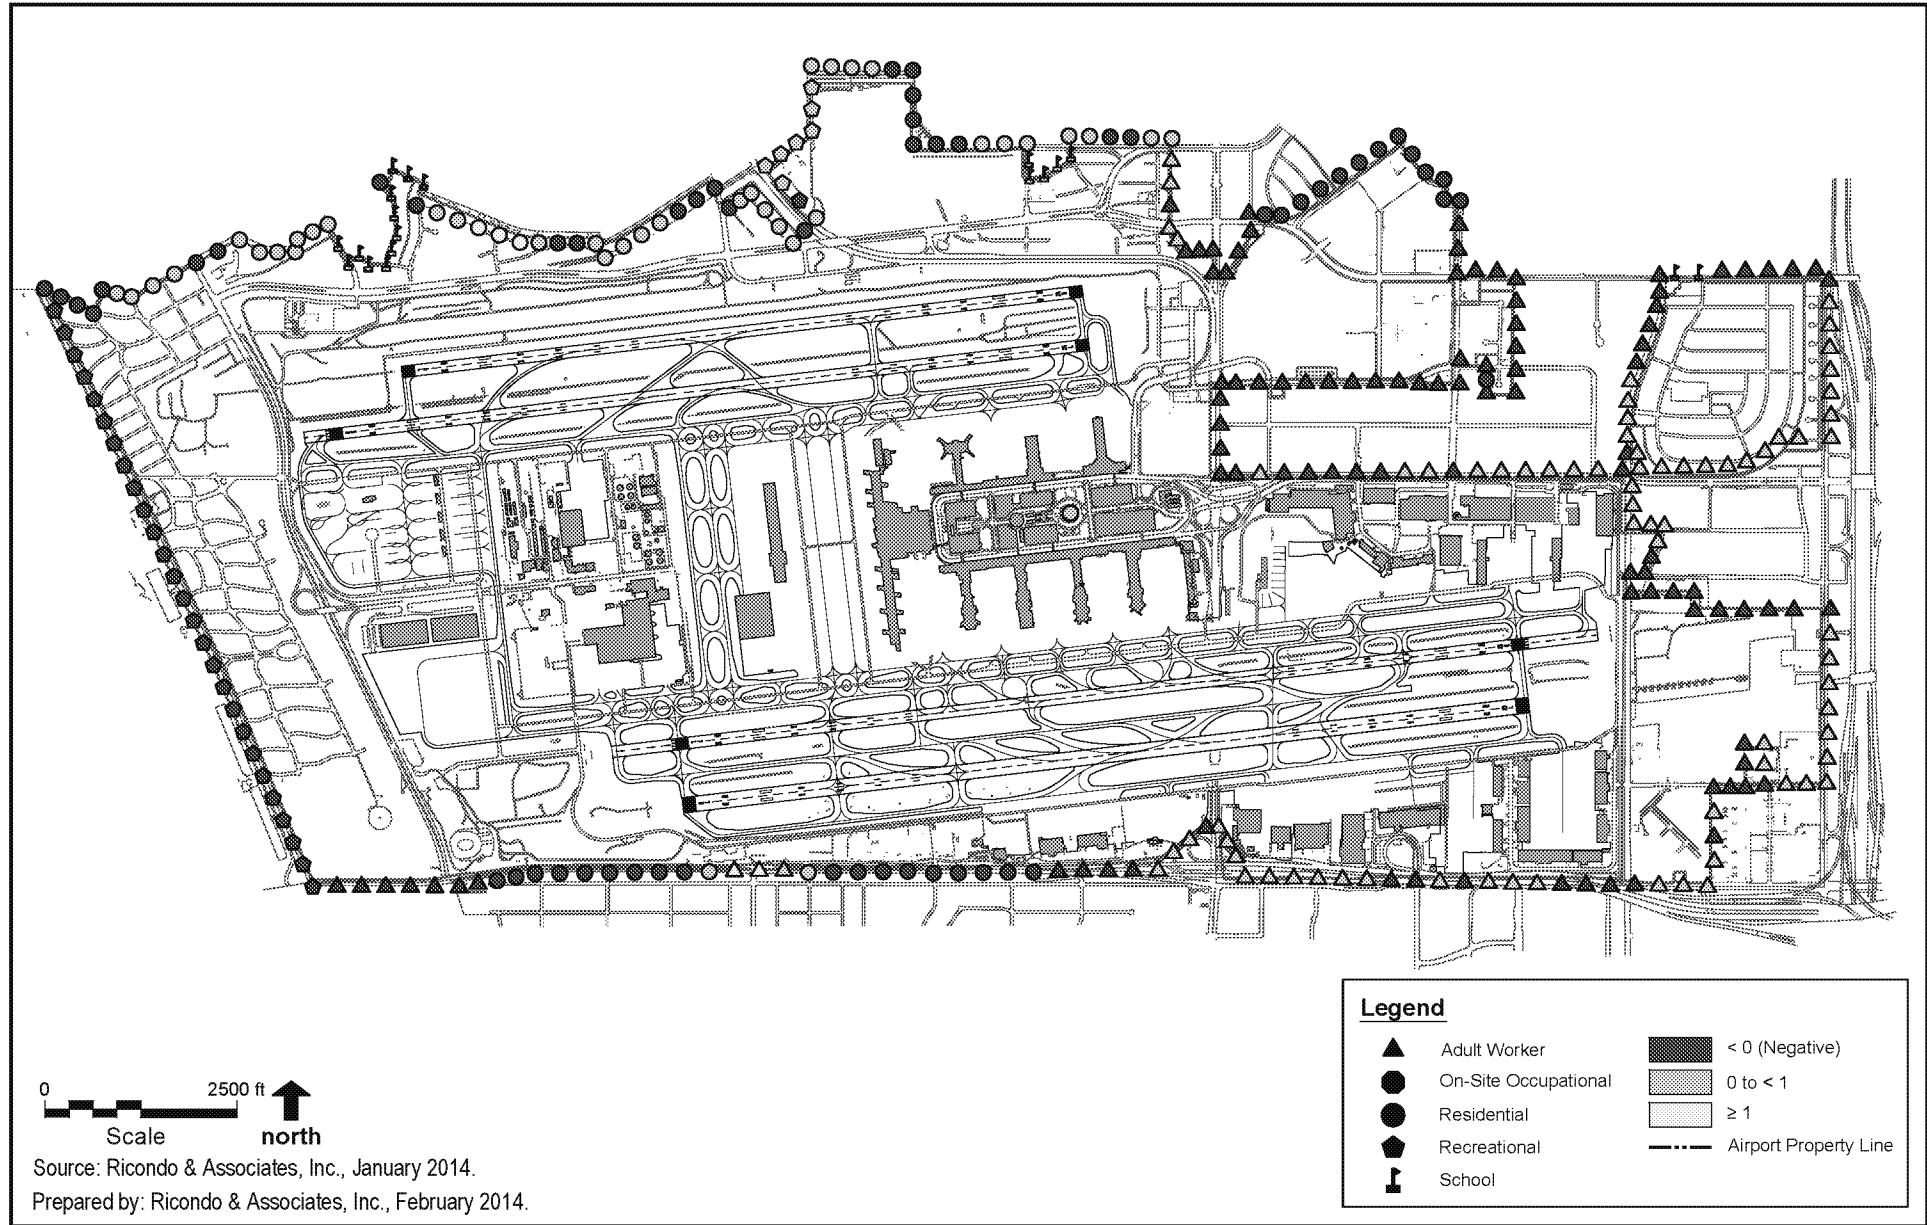 0 2500 ft
Scale north
Source: Ricondo & Associates, Inc., January 2014.
Prepared by: Ricondo & Associates, Inc., February 2014.
Legend
Adult Worker
On-Site Occupational
Residential
Recreational
School
< 0 (Negative)
0 to < 1
≥ 1
Airport Property Line